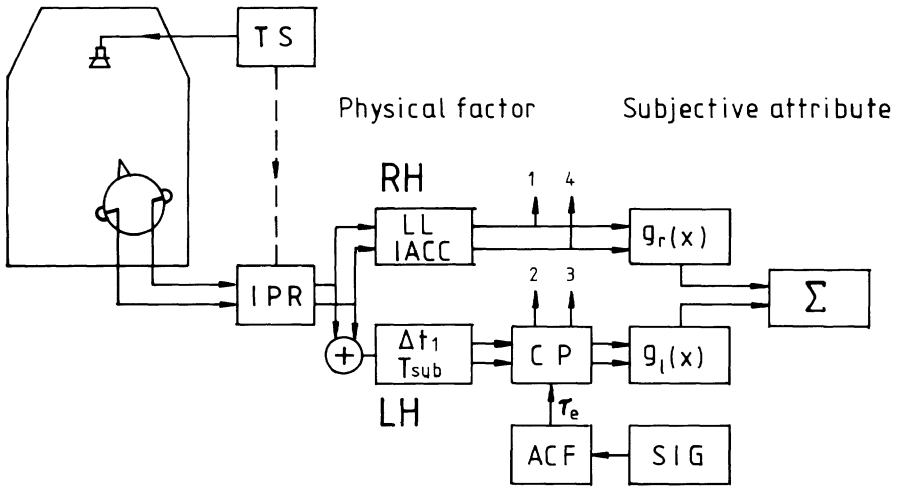 TS
Physical factor
Subjective attribute
RH
1
4
LL
IACC
gr(x)
IPR
2
3
Σ
+
Δt1
Tsub
CP
gl(x)
LH
τe
ACF
SIG